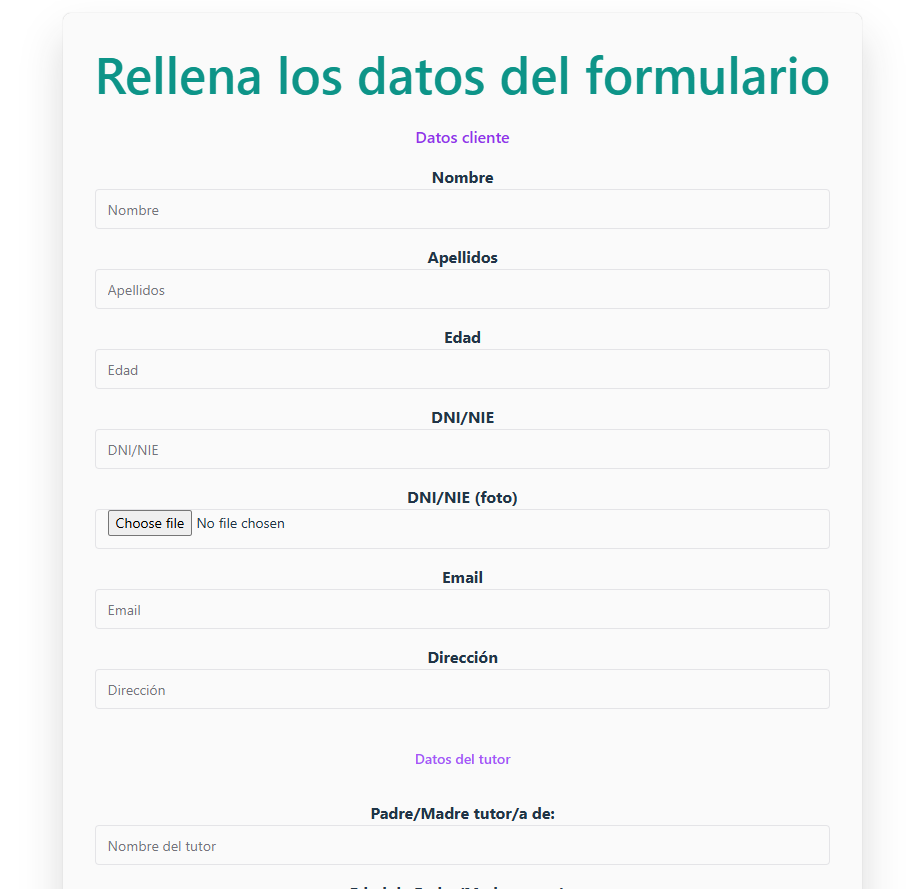 Rellena los datos del formulario
Datos cliente
Nombre
Nombre
Apellidos
Apellidos
Edad
Edad
DNI/NIE
DNI/NIE
DNI/NIE (foto)
Choose file No file chosen
Email
Email
Dirección
Dirección
Datos del tutor
Padre/Madre tutor/a de:
Nombre del tutor